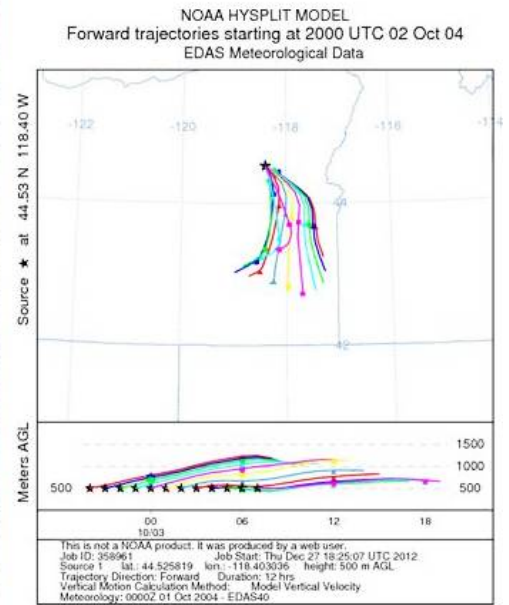 NOAA HYSPLIT MODEL
Forward trajectories starting at 2000 UTC 02 Oct 04
EDAS Meteorological Data
Source ★ at 44.53 N 118.40 W
-122
-120
-118
-116
-114
44
42
Meters AGL
1500
1000
500
500
00
06
12
18
10/03
This is not a NOAA product. It was produced by a web user.
Job ID: 358961 Job Start: Thu Dec 27 18:25:07 UTC 2012
Source 1 lat.: 44.525819 lon.: -118.403036 height: 500 m AGL
Trajectory Direction: Forward Duration: 12 hrs
Vertical Motion Calculation Method: Model Vertical Velocity
Meteorology: 0000Z 01 Oct 2004 - EDAS40